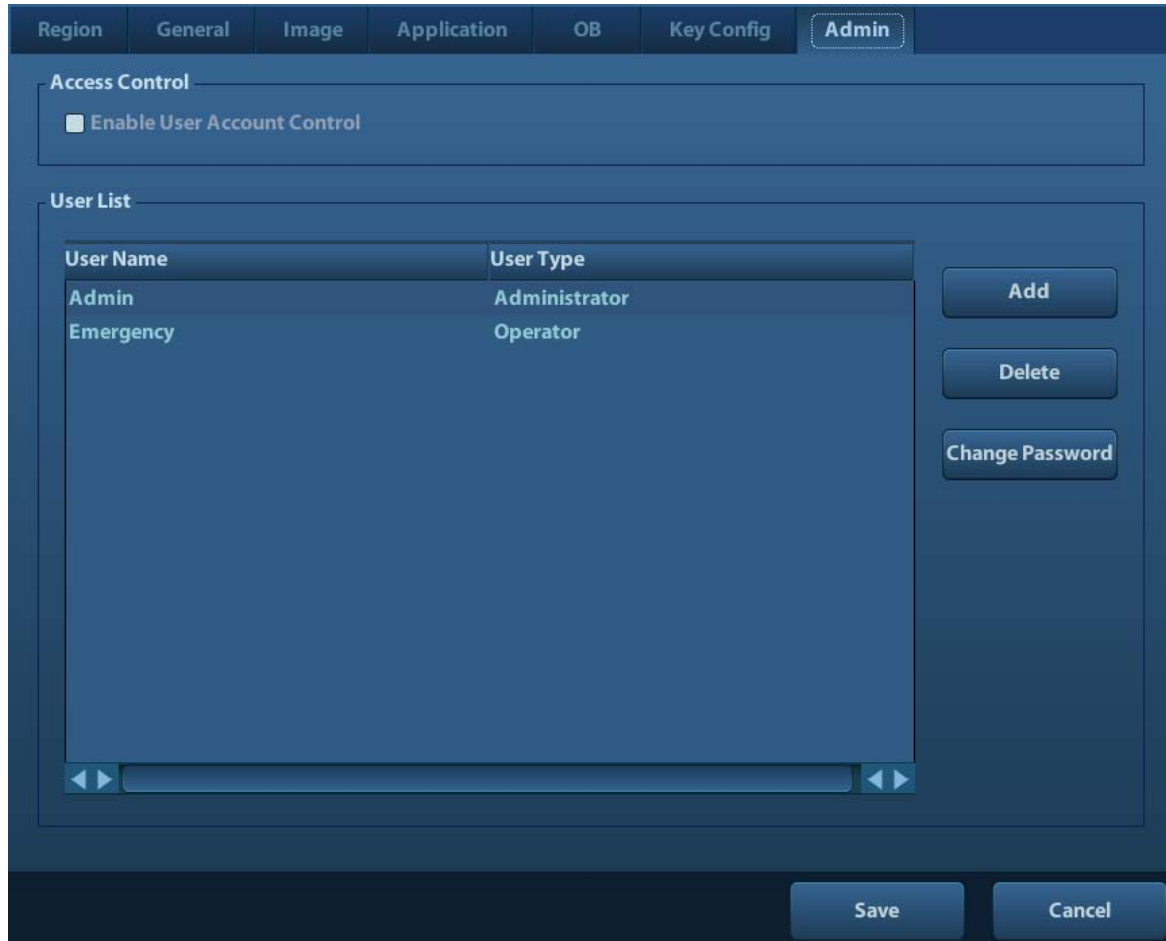 Region General Image Application OB Key Config Admin
Access Control
Enable User Account Control
User List
User Name User Type
Admin Administrator
Emergency Operator
Add
Delete
Change Password
Save Cancel